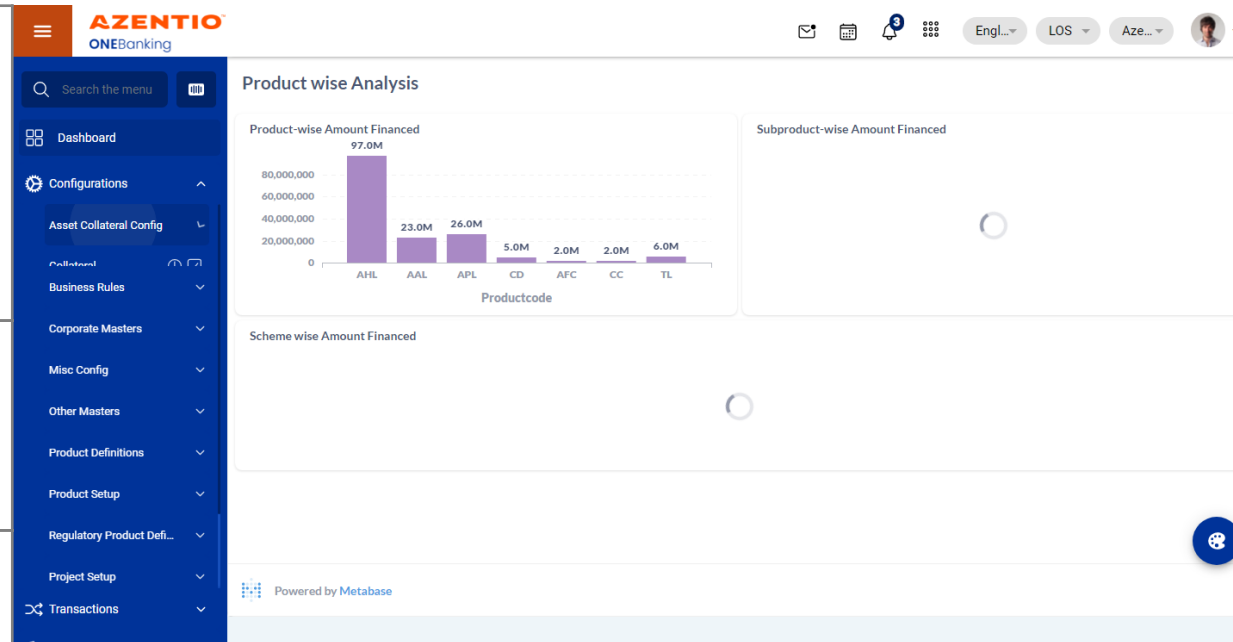 AZENTIO
ONEBanking
3
Engl...
LOS
Aze...
Search the menu
Dashboard
Configurations
Asset Collateral Config
Collateral
Business Rules
Corporate Masters
Misc Config
Other Masters
Product Definitions
Product Setup
Regulatory Product Defi...
Project Setup
Transactions
Product wise Analysis
Product-wise Amount Financed
97.0M
80,000,000
60,000,000
40,000,000
20,000,000
0
23.0M
26.0M
5.0M
2.0M
2.0M
6.0M
AHL AAL APL CD AFC CC TL
Productcode
Subproduct-wise Amount Financed
Scheme wise Amount Financed
Powered by Metabase